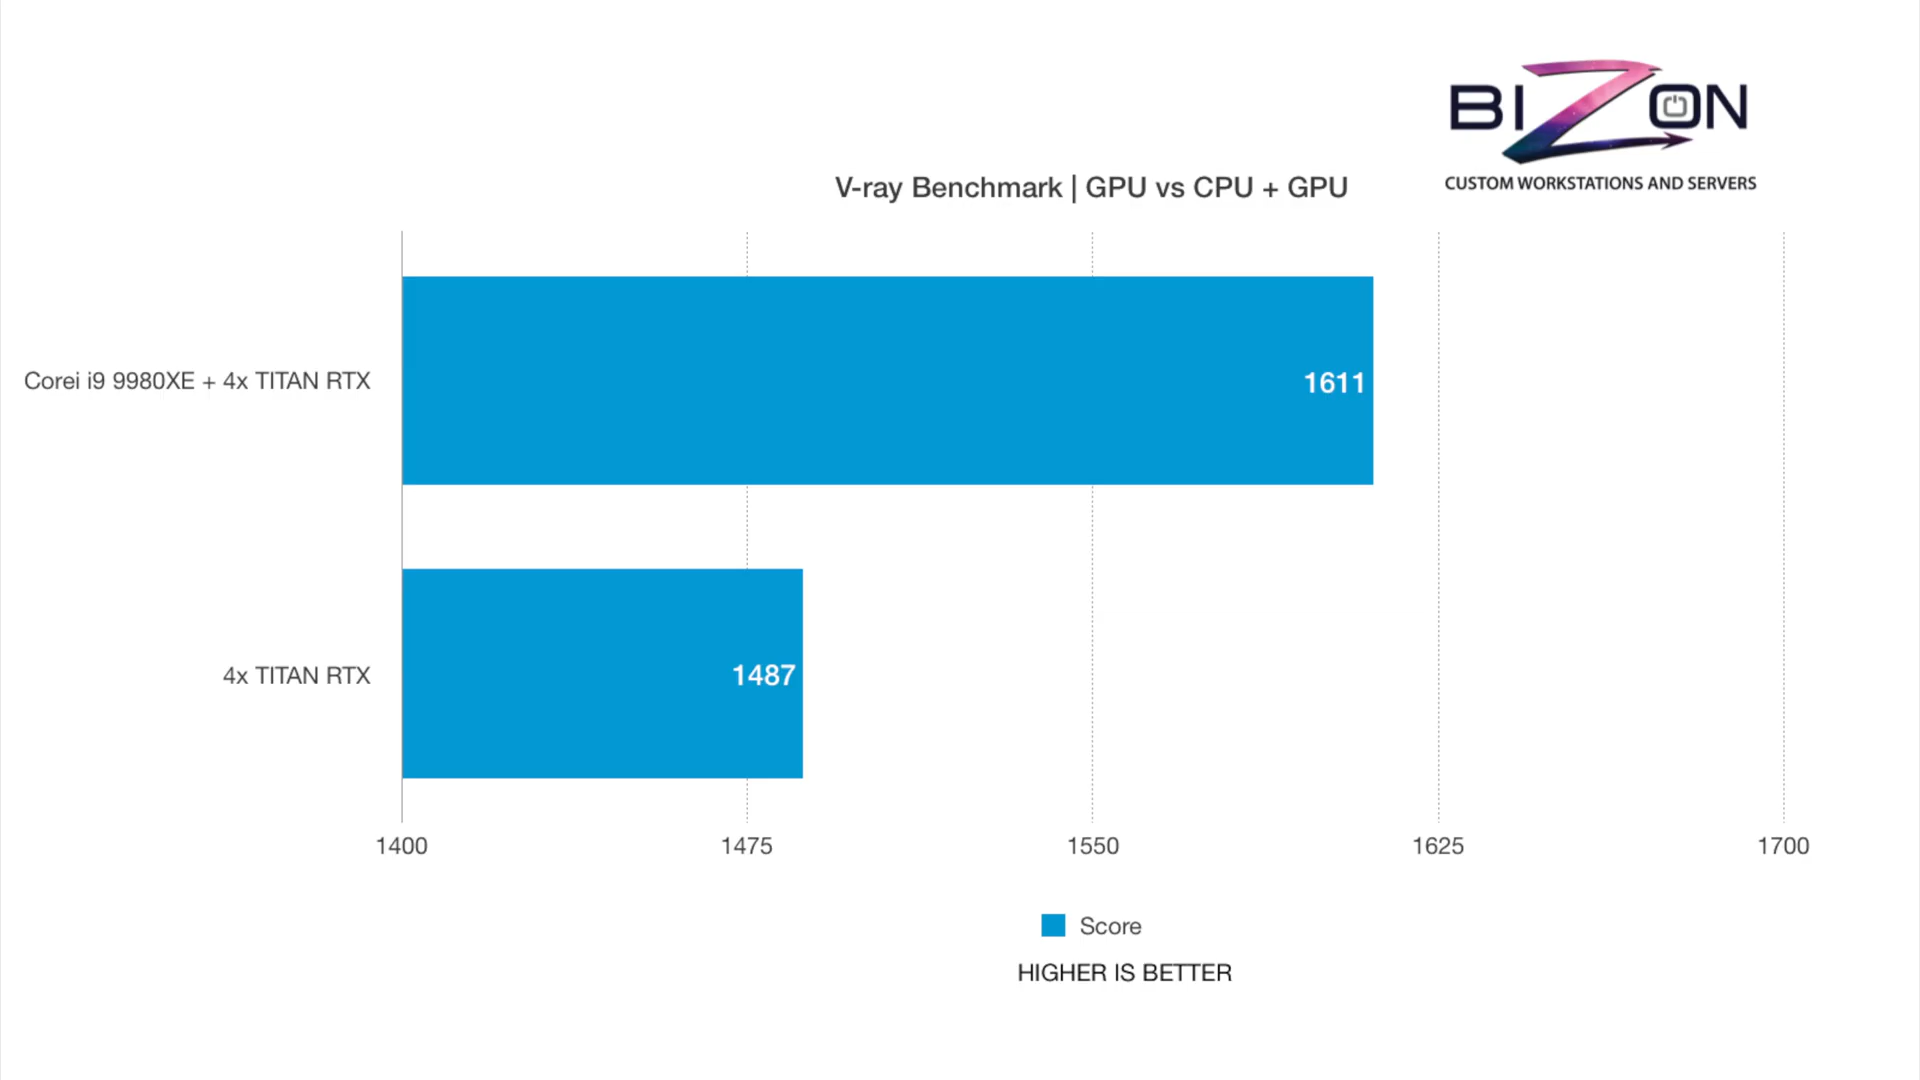 BIZON
CUSTOM WORKSTATIONS AND SERVERS
V-ray Benchmark | GPU vs CPU + GPU
Corei i9 9980XE + 4x TITAN RTX
1611
4x TITAN RTX
1487
1400 1475 1550 1625 1700
Score
HIGHER IS BETTER